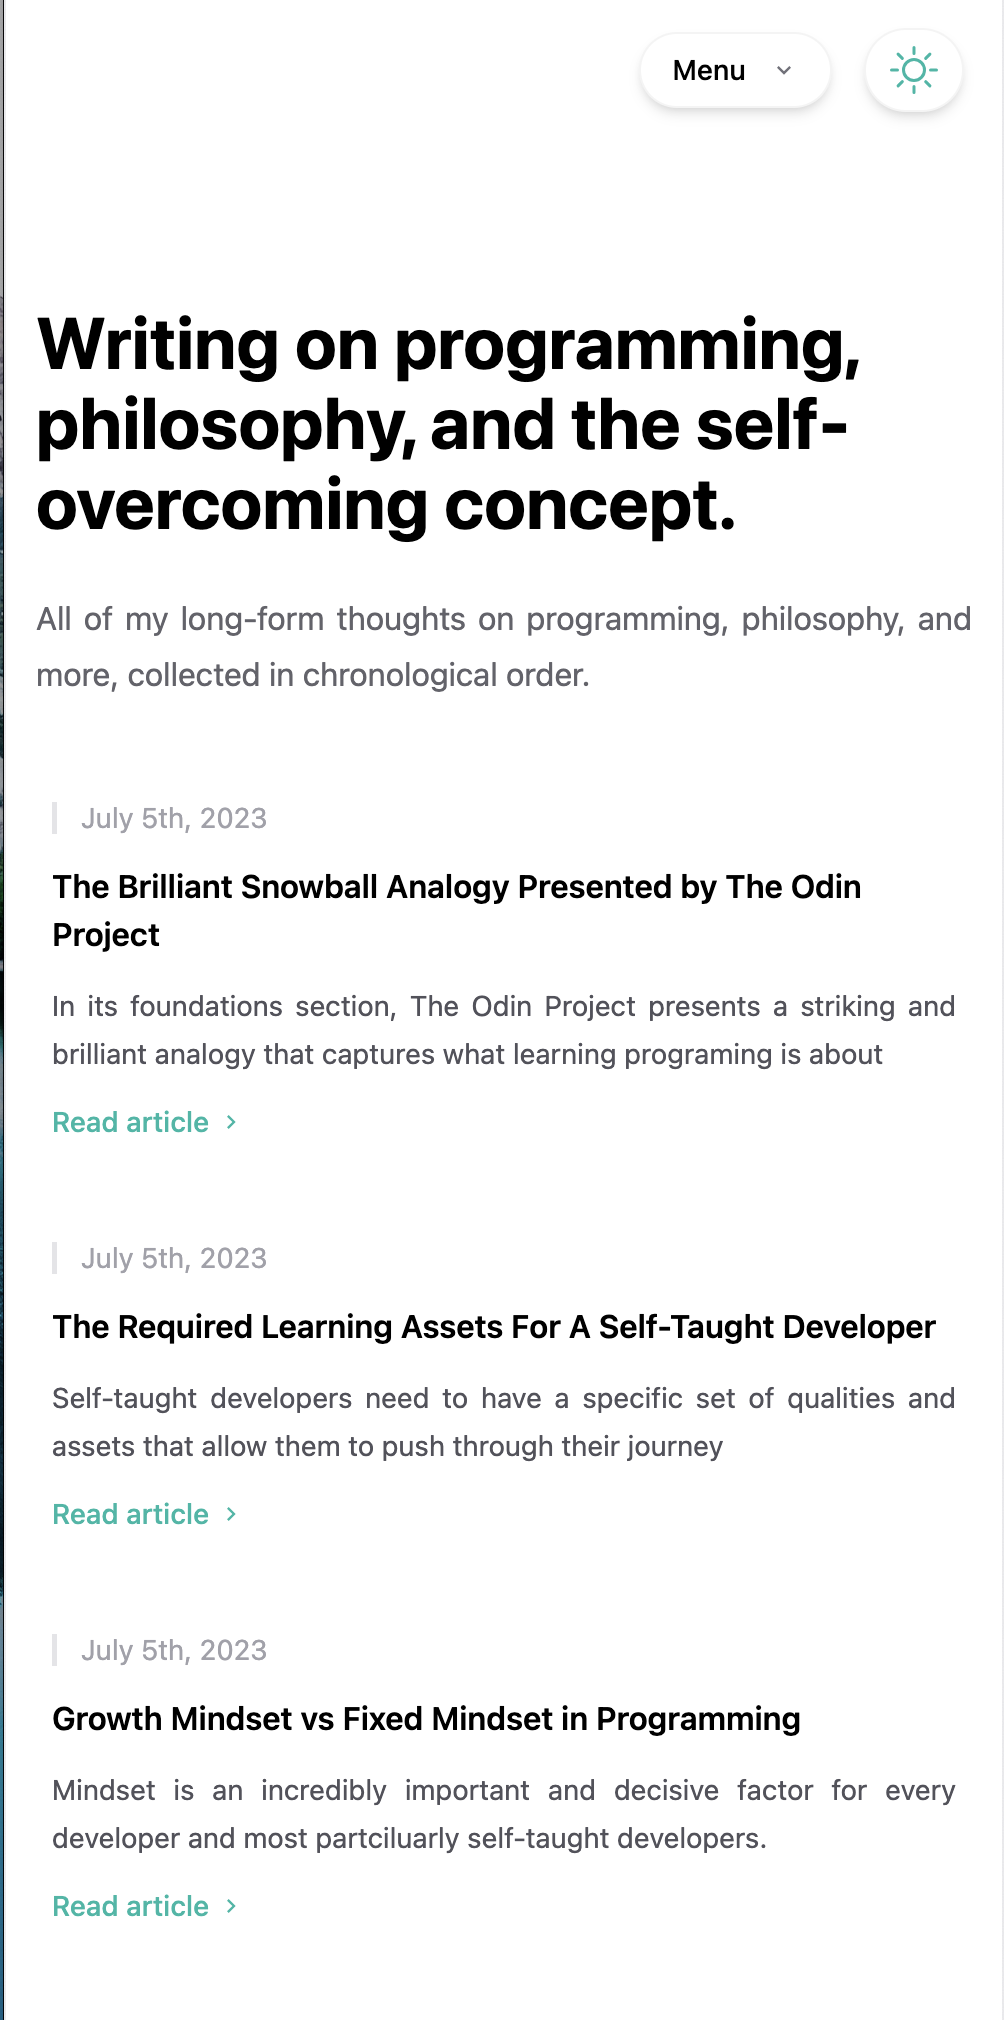 Menu
Writing on programming,
philosophy, and the self-
overcoming concept.
All of my long-form thoughts on programming, philosophy, and
more, collected in chronological order.
July 5th, 2023
The Brilliant Snowball Analogy Presented by The Odin
Project
In its foundations section, The Odin Project presents a striking and
brilliant analogy that captures what learning programing is about
Read article
July 5th, 2023
The Required Learning Assets For A Self-Taught Developer
Self-taught developers need to have a specific set of qualities and
assets that allow them to push through their journey
Read article
July 5th, 2023
Growth Mindset vs Fixed Mindset in Programming
Mindset is an incredibly important and decisive factor for every
developer and most partciluarly self-taught developers.
Read article